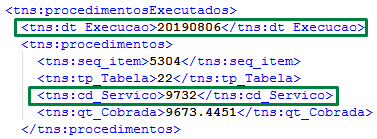 <tns:procedimentosExecutados>
<tns:dt_Execucao>20190806</tns:dt_Execucao>
<tns:procedimentos>
<tns:seq_item>5304</tns:seq_item>
<tns:tp_Tabela>22</tns:tp_Tabela>
<tns:cd_Servico>9732</tns:cd_Servico>
<tns:qt_Cobrada>9673.4451</tns:qt_Cobrada>
</tns:procedimentos>